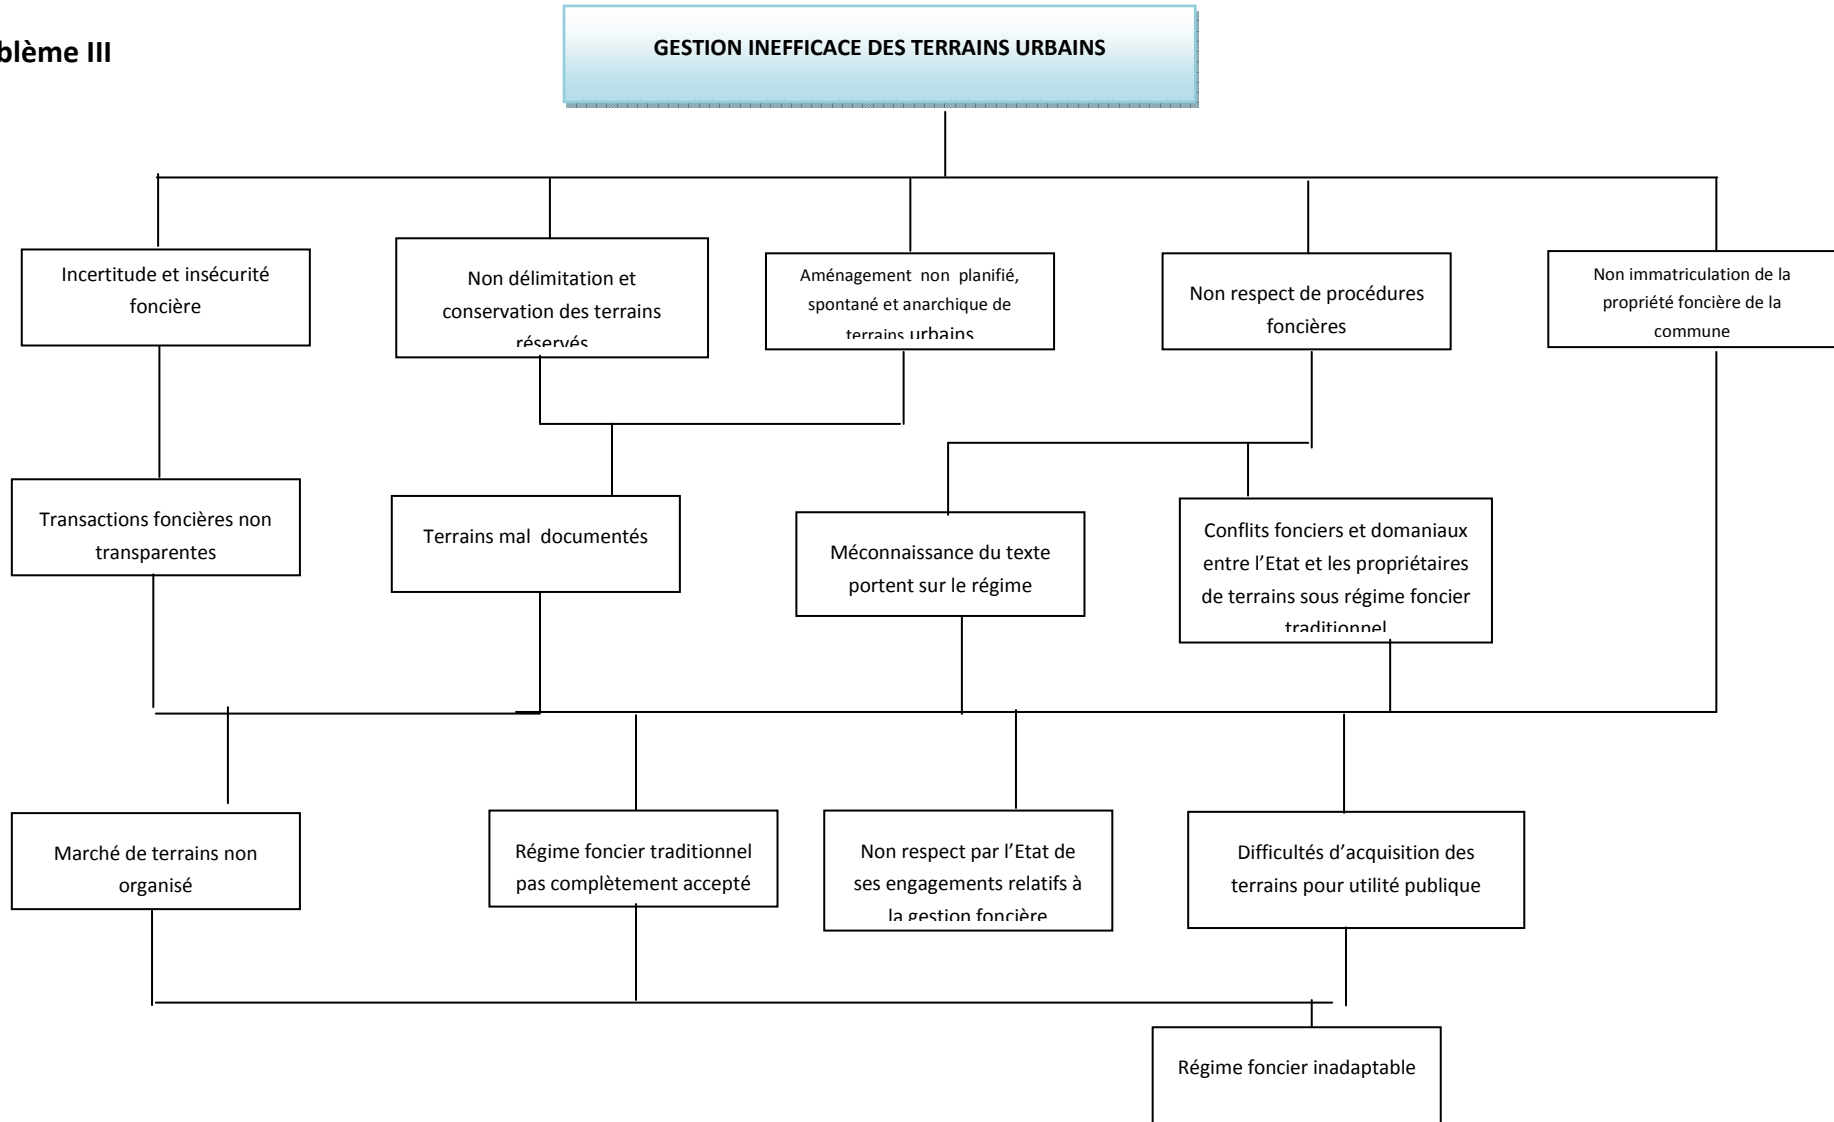 blème III
GESTION INEFFICACE DES TERRAINS URBAINS
Incertitude et insécurité
foncière
Non délimitation et
conservation des terrains
réservés
Aménagement non planifié,
spontané et anarchique de
terrains urbains
Non respect de procédures
foncières
Non immatriculation de la
propriété foncière de la
commune
Transactions foncières non
transparentes
Terrains mal documentés
Méconnaissance du texte
portent sur le régime
Conflits fonciers et domaniaux
entre l’Etat et les propriétaires
de terrains sous régime foncier
traditionnel
Marché de terrains non
organisé
Régime foncier traditionnel
pas complètement accepté
Non respect par l’Etat de
ses engagements relatifs à
la gestion foncière
Difficultés d’acquisition des
terrains pour utilité publique
Régime foncier inadaptable